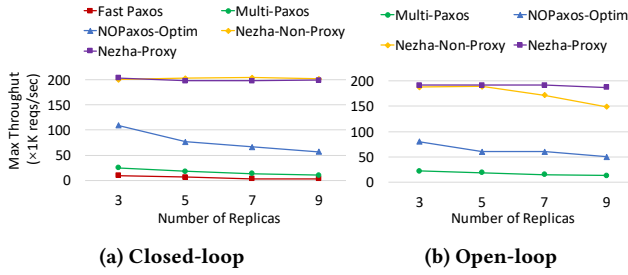 Fast Paxos
Multi-Paxos
NOPaxos-Optim
Nezha-Non-Proxy
Nezha-Proxy
Max Throughput
(×1K reqs/sec)
200
150
100
50
0
3 5 7 9
Number of Replicas
(a) Closed-loop
Multi-Paxos
NOPaxos-Optim
Nezha-Non-Proxy
Nezha-Proxy
200
150
100
50
0
3 5 7 9
Number of Replicas
(b) Open-loop